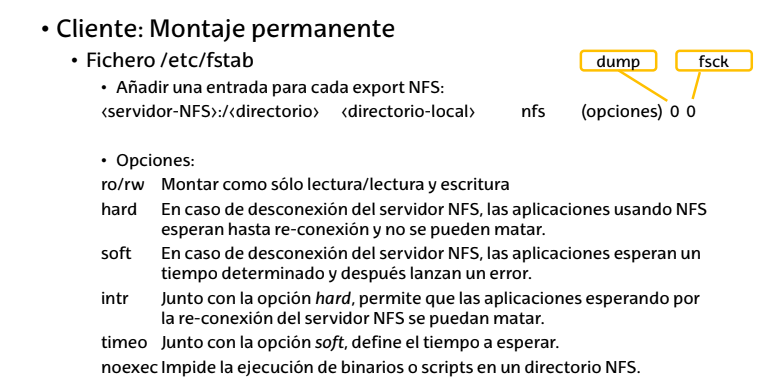 • Cliente: Montaje permanente
• Fichero /etc/fstab
dump fsck
• Añadir una entrada para cada export NFS:
‹servidor-NFS›:/‹directorio› ‹directorio-local› nfs (opciones) 0 0
• Opciones:
ro/rw Montar como sólo lectura/lectura y escritura
hard En caso de desconexión del servidor NFS, las aplicaciones usando NFS
esperan hasta re-conexión y no se pueden matar.
soft En caso de desconexión del servidor NFS, las aplicaciones esperan un
tiempo determinado y después lanzan un error.
intr Junto con la opción hard, permite que las aplicaciones esperando por
la re-conexión del servidor NFS se puedan matar.
timeo Junto con la opción soft, define el tiempo a esperar.
noexec Impide la ejecución de binarios o scripts en un directorio NFS.